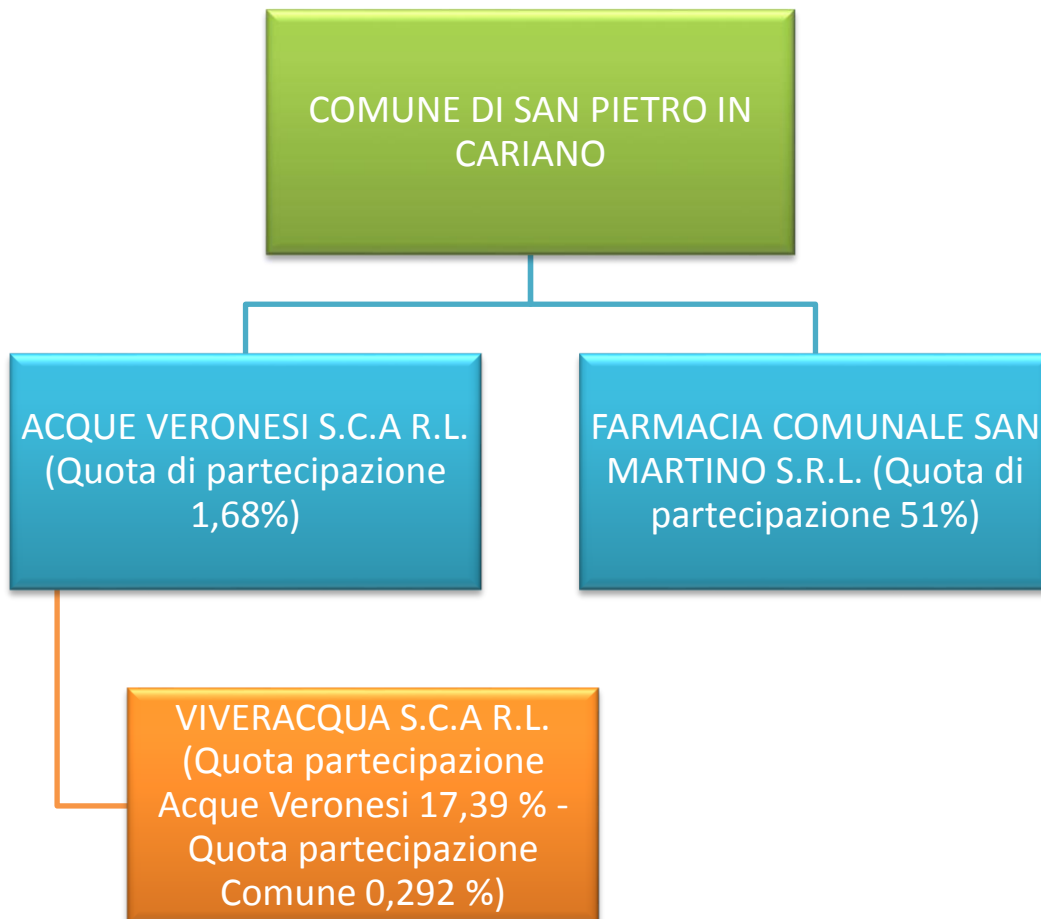 COMUNE DI SAN PIETRO IN
CARIANO
ACQUE VERONESI S.C.A R.L.
(Quota di partecipazione
1,68%)
FARMACIA COMUNALE SAN
MARTINO S.R.L. (Quota di
partecipazione 51%)
VIVERACQUA S.C.A R.L.
(Quota partecipazione
Acque Veronesi 17,39 % -
Quota partecipazione
Comune 0,292 %)